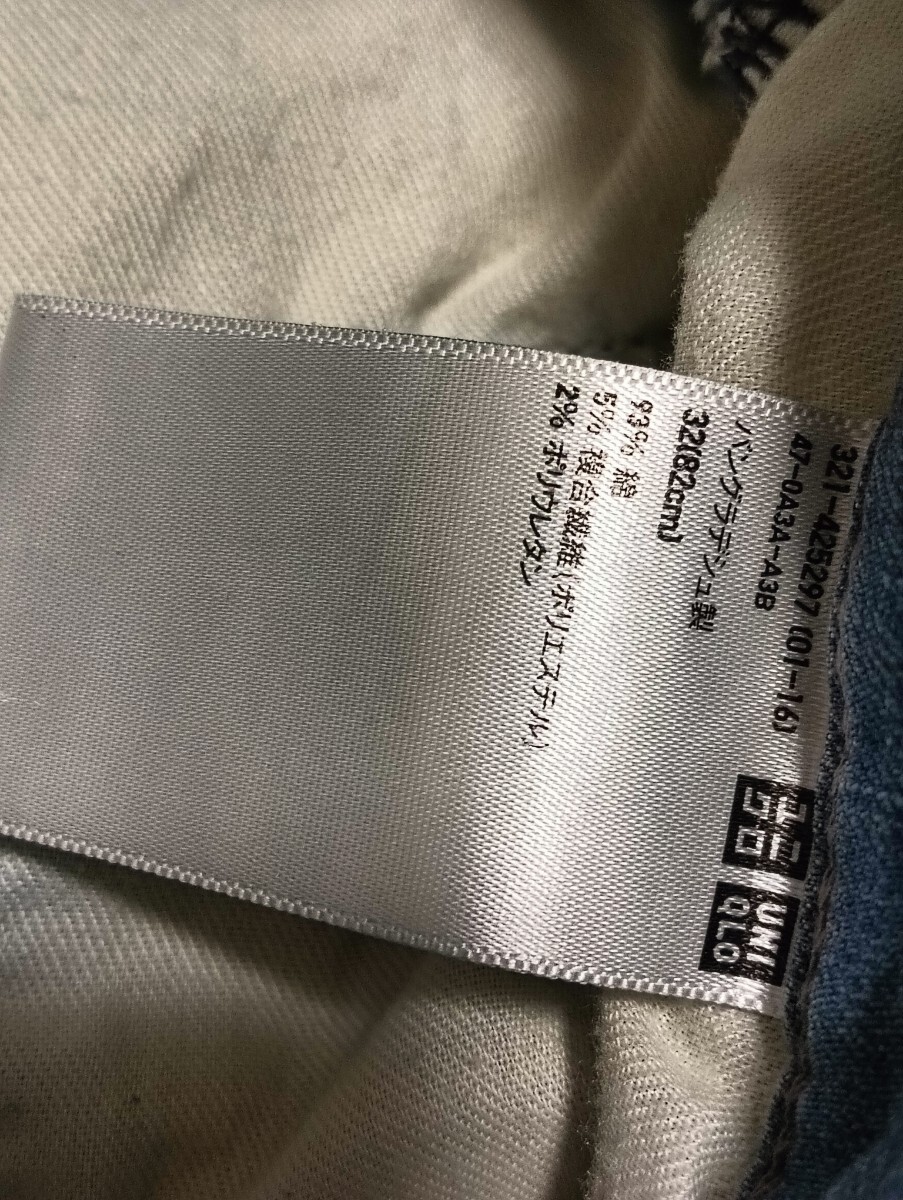 321-425297 (01-16)
47-0A3A-A3B
バングラデシュ製
32(82cm)
93% 綿
5% 複合繊維(ポリエステル)
2% ポリウレタン
ユニ
クロ
UNI
QLO